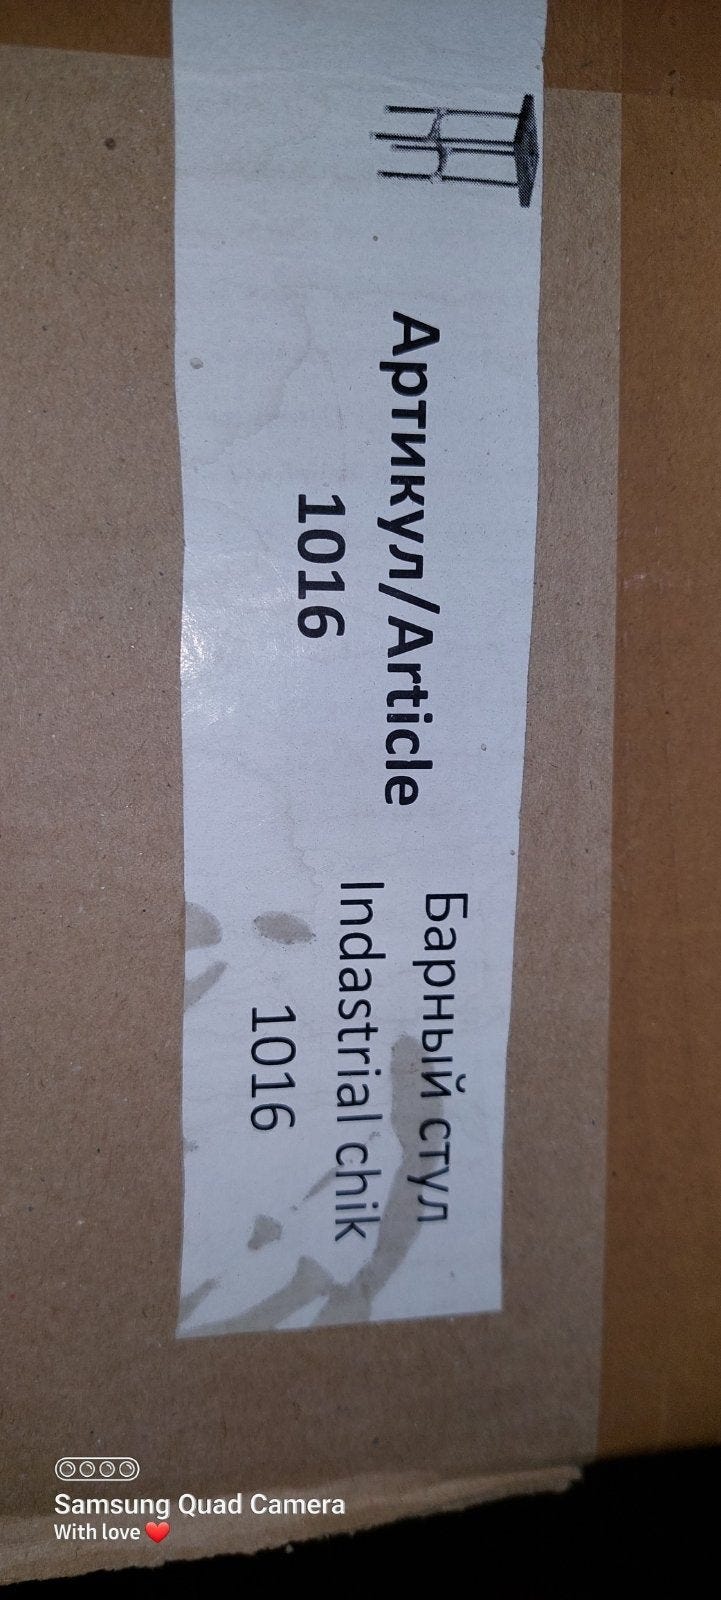 Артикул/Article
1016
Барный стул
Indastrial chik
1016
Samsung Quad Camera
With love❤️